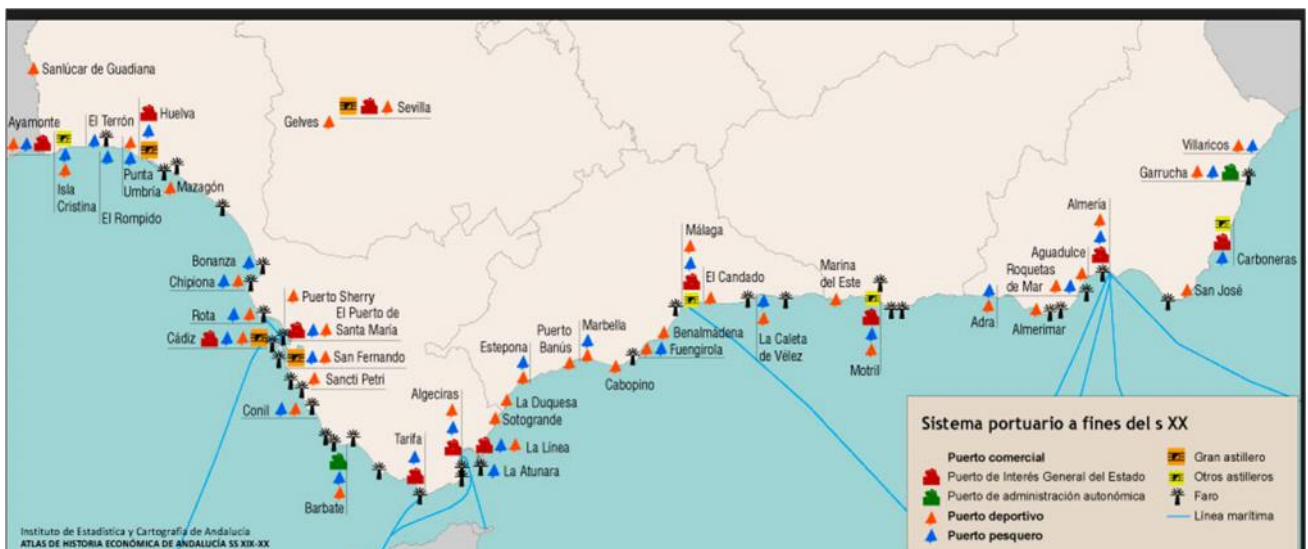 Sanlúcar de Guadiana
Ayamonte
El Terrón
Huelva
Isla
Cristina
El Rompido
Punta
Umbría
Mazagón
Gelves
Sevilla
Bonanza
Chipiona
Rota
Cádiz
Puerto Sherry
El Puerto de
Santa María
San Fernando
Sancti Petri
Conil
Barbate
Tarifa
Algeciras
La Línea
La Atunara
Sotogrande
La Duquesa
Estepona
Puerto
Banús
Marbella
Cabopino
Fuengirola
Benalmádena
Málaga
El Candado
La Caleta
de Vélez
Marina
del Este
Motril
Adra
Almerimar
Roquetas
de Mar
Aguadulce
Almería
San José
Carboneras
Garrucha
Villaricos
Sistema portuario a fines del s XX
Puerto comercial
Puerto de Interés General del Estado
Puerto de administración autonómica
Puerto deportivo
Puerto pesquero
Gran astillero
Otros astilleros
Faro
Línea marítima
Instituto de Estadística y Cartografía de Andalucía
ATLAS DE HISTORIA ECONÓMICA DE ANDALUCÍA SS XIX-XX